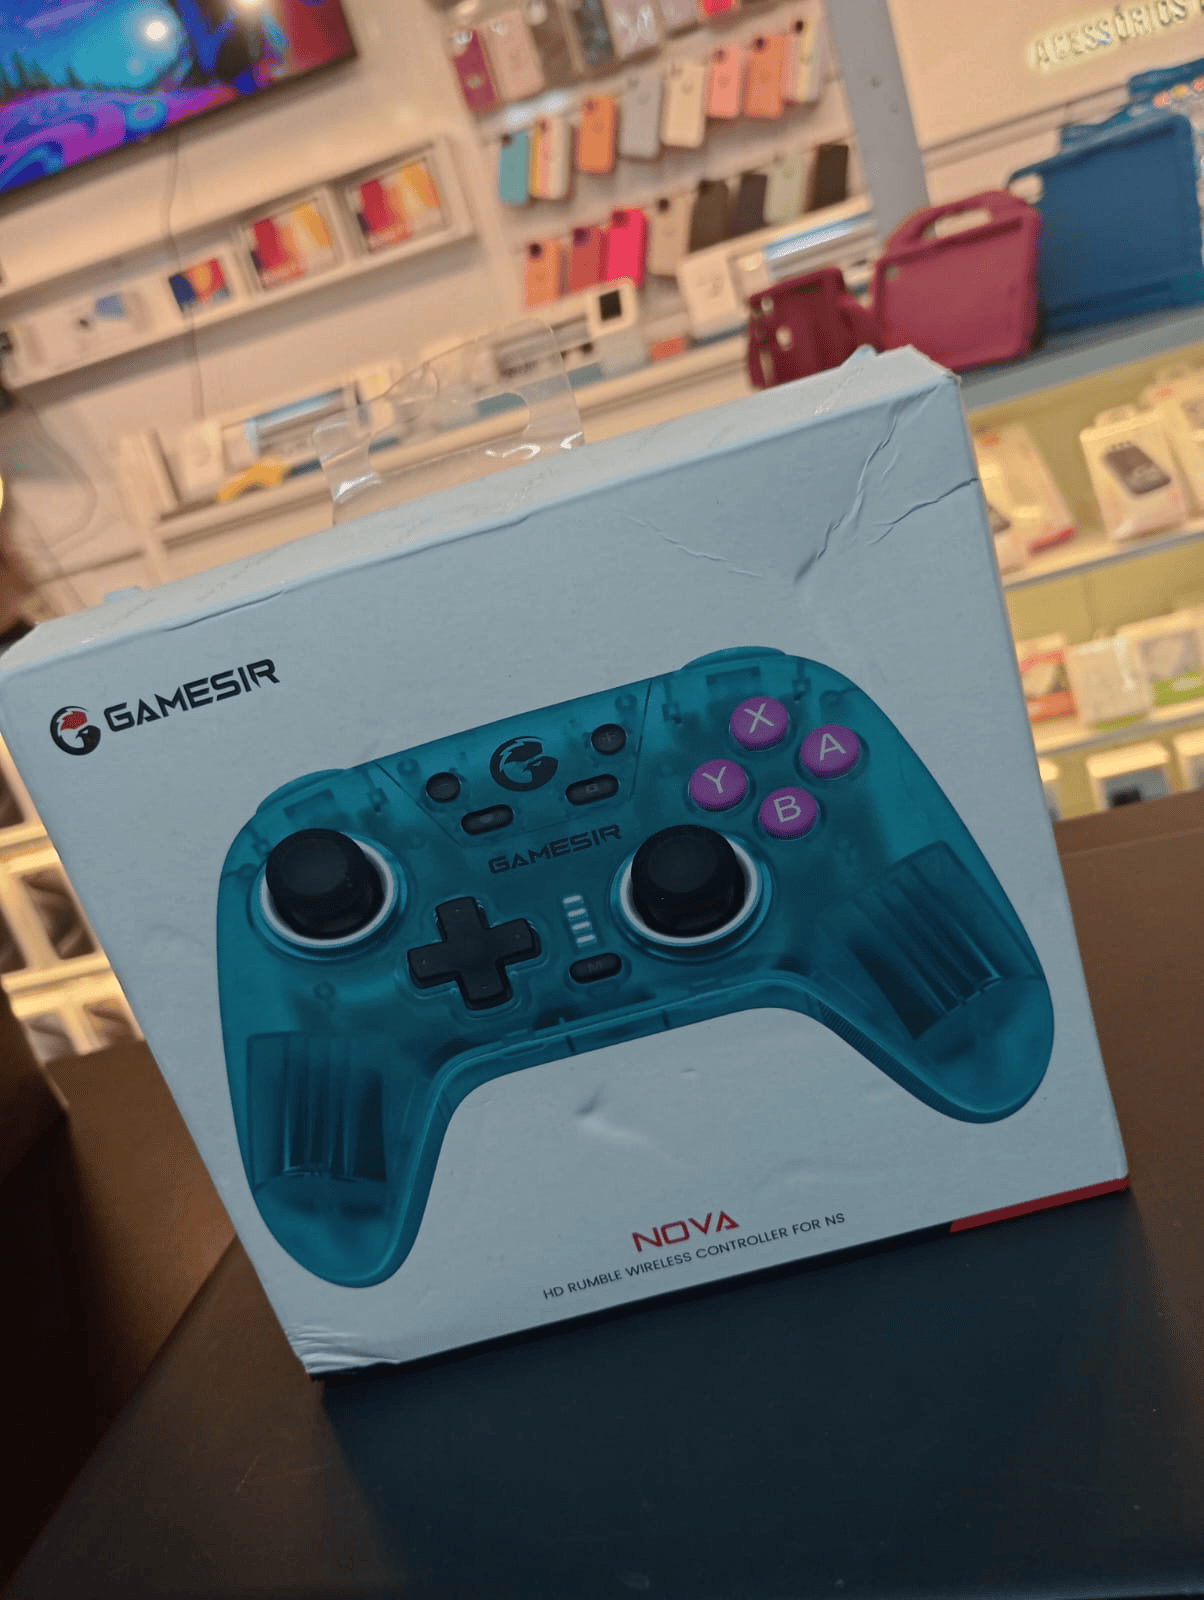 ACESSÓRIOS
GAMESIR
X
A
Y
B
GAMESIR
M
NOVA
HD RUMBLE WIRELESS CONTROLLER FOR NS